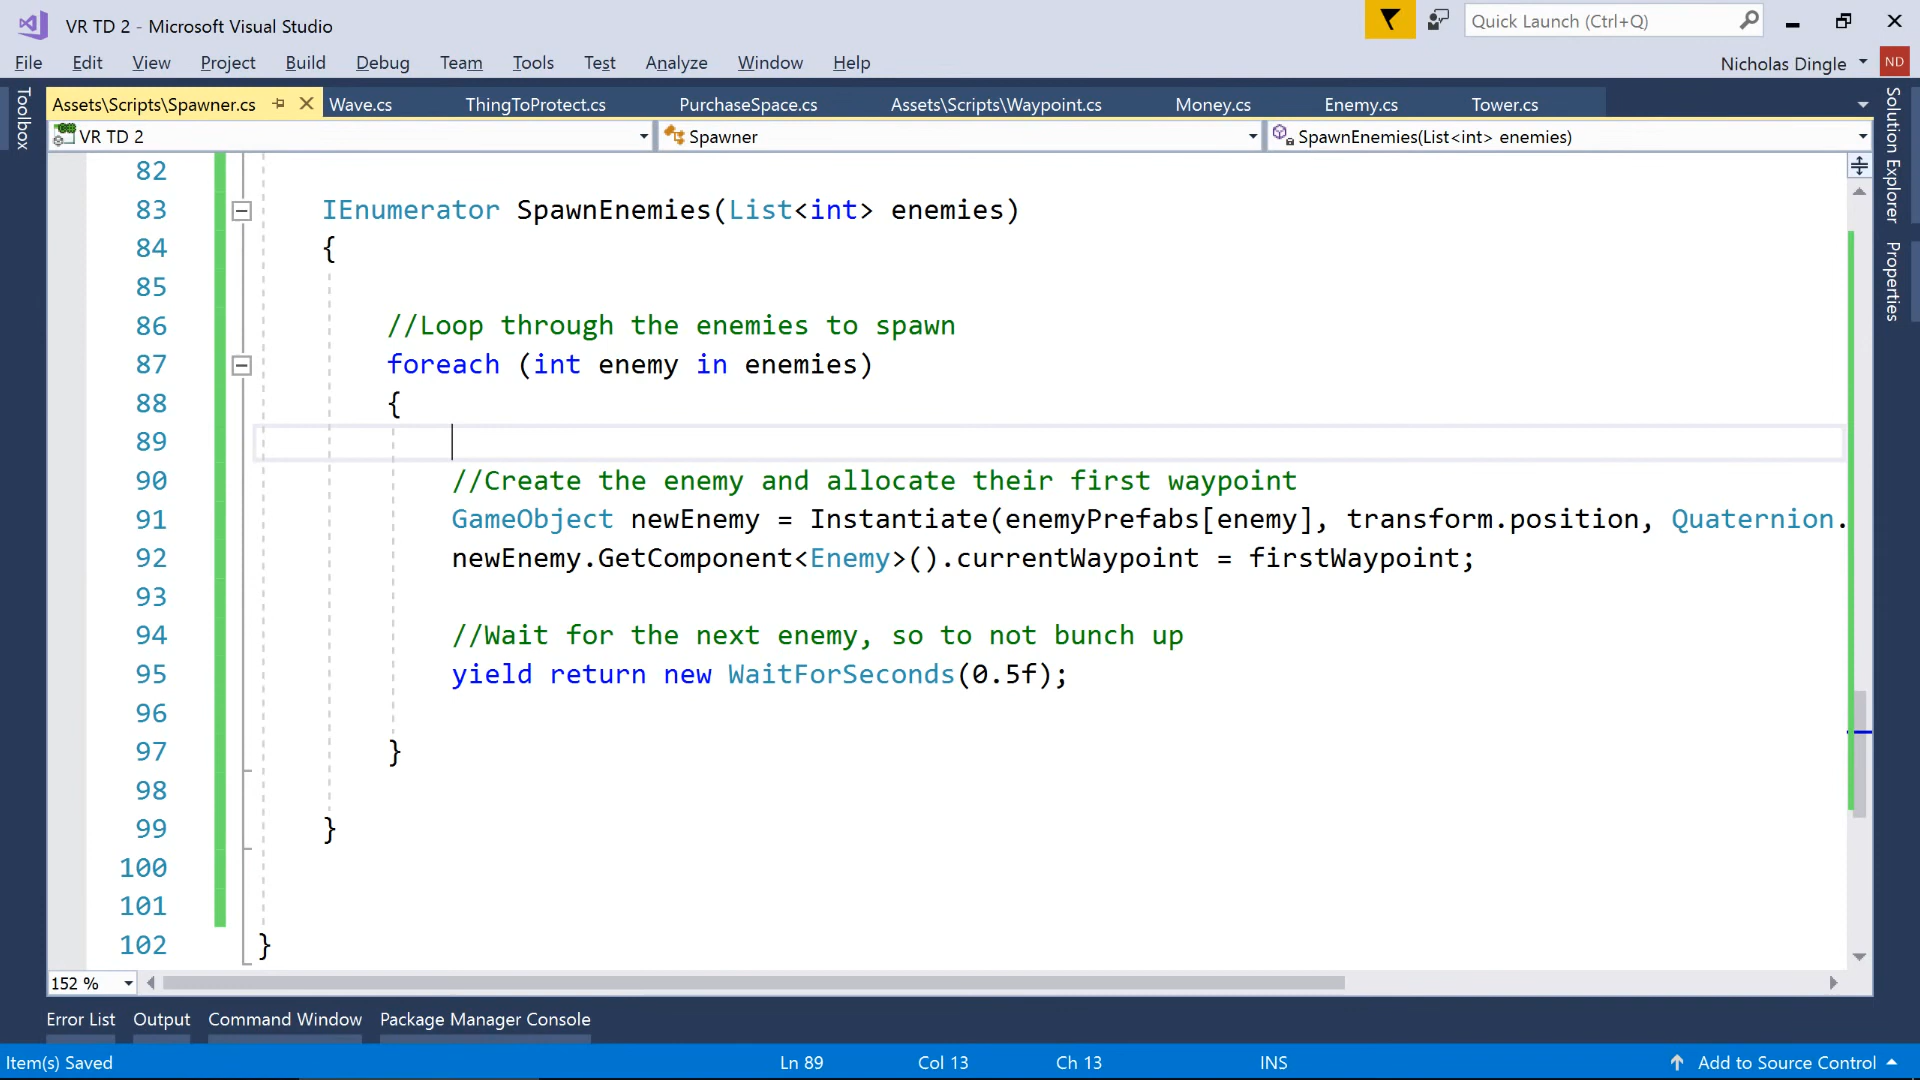 VR TD 2 - Microsoft Visual Studio
Quick Launch (Ctrl+Q)
File Edit View Project Build Debug Team Tools Test Analyze Window Help
Nicholas Dingle
ND
Toolbox
Assets\Scripts\Spawner.cs Wave.cs ThingToProtect.cs PurchaseSpace.cs Assets\Scripts\Waypoint.cs Money.cs Enemy.cs Tower.cs
VR TD 2 Spawner SpawnEnemies(List<int> enemies)
Solution Explorer
Properties
82
83 IEnumerator SpawnEnemies(List<int> enemies)
84 {
85
86 //Loop through the enemies to spawn
87 foreach (int enemy in enemies)
88 {
89
90 //Create the enemy and allocate their first waypoint
91 GameObject newEnemy = Instantiate(enemyPrefabs[enemy], transform.position, Quaternion.
92 newEnemy.GetComponent<Enemy>().currentWaypoint = firstWaypoint;
93
94 //Wait for the next enemy, so to not bunch up
95 yield return new WaitForSeconds(0.5f);
96
97 }
98
99 }
100
101
102 }
152 %
Error List Output Command Window Package Manager Console
Item(s) Saved Ln 89 Col 13 Ch 13 INS Add to Source Control